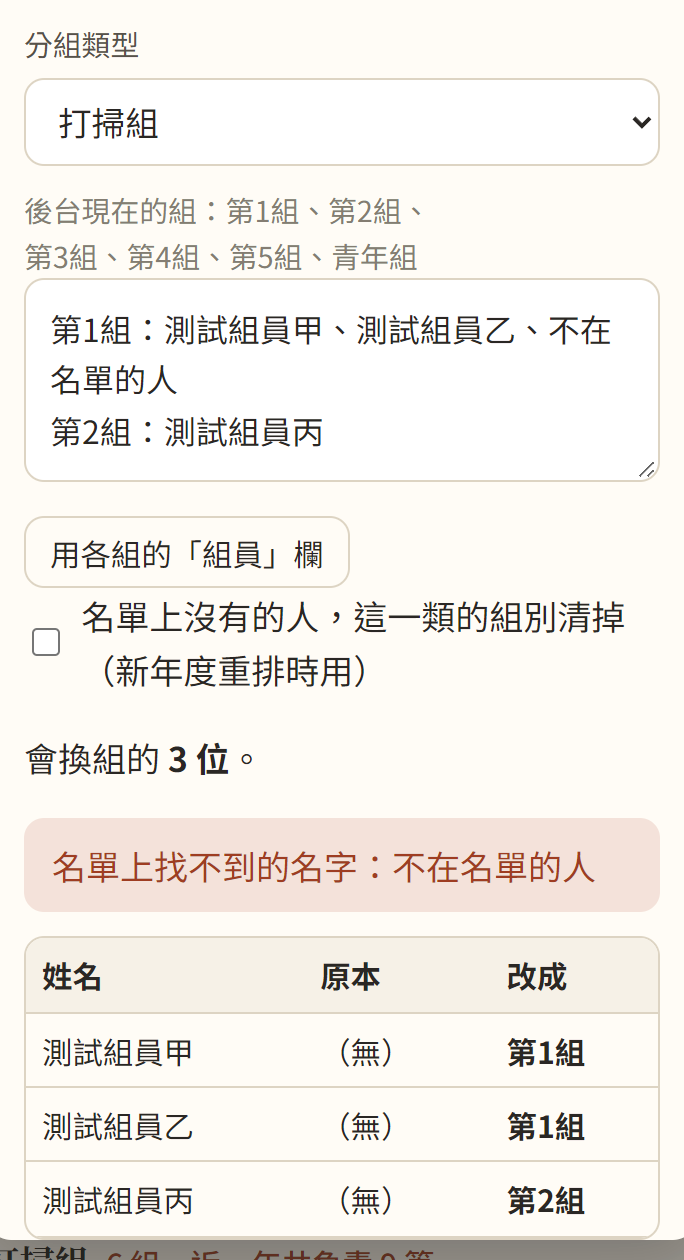 分組類型
打掃組
後台現在的組：第1組、第2組、
第3組、第4組、第5組、青年組
第1組：測試組員甲、測試組員乙、不在
名單的人
第2組：測試組員丙
用各組的「組員」欄
名單上沒有的人，這一類的組別清掉
（新年度重排時用）
會換組的 3 位。
名單上找不到的名字：不在名單的人
姓名 原本 改成
測試組員甲 （無） 第1組
測試組員乙 （無） 第1組
測試組員丙 （無） 第2組